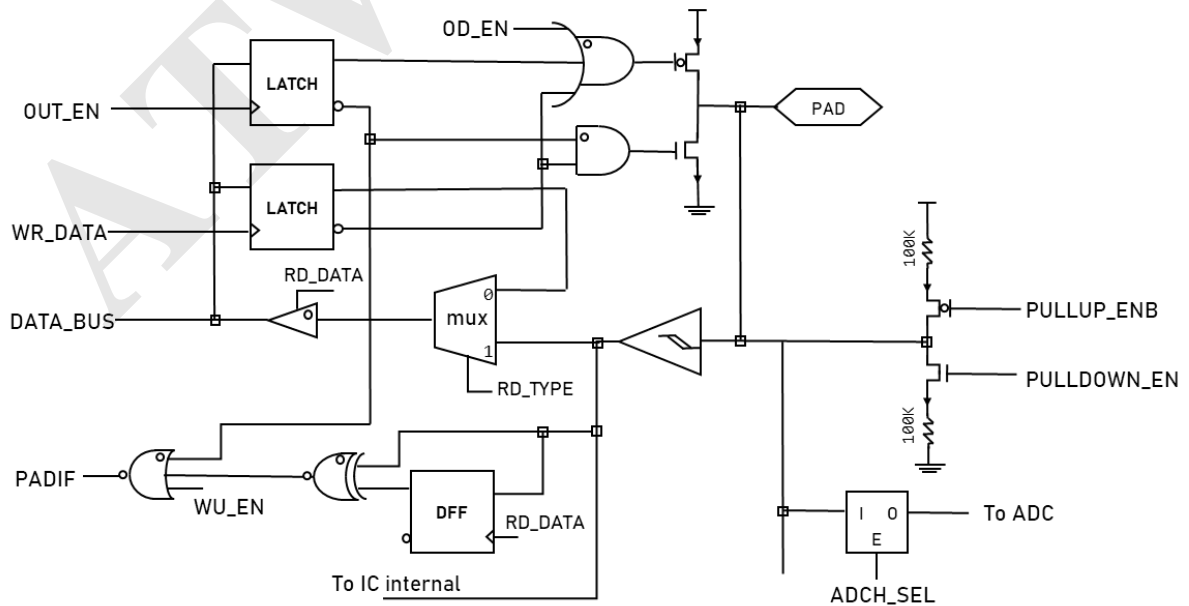 OD_EN
LATCH
OUT_EN
PAD
LATCH
WR_DATA
100K
RD_DATA
0
PULLUP_ENB
DATA_BUS
mux
1
PULLDOWN_EN
RD_TYPE
100K
PADIF
WU_EN
DFF
RD_DATA
I O
To ADC
E
To IC internal
ADCH_SEL